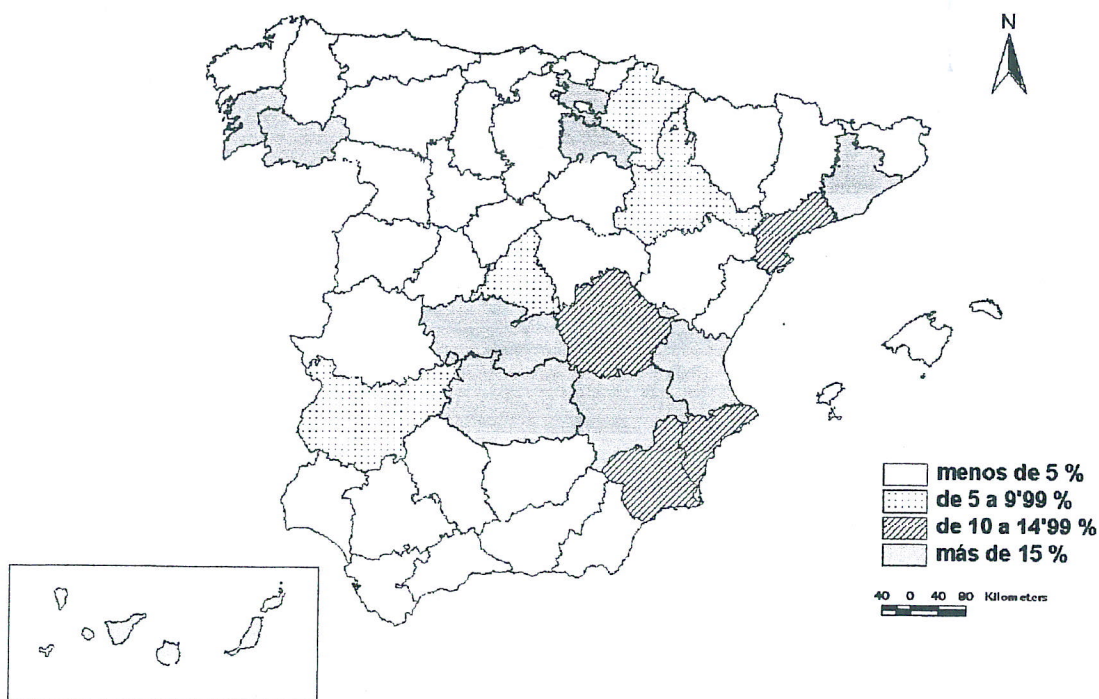 N
menos de 5 %
de 5 a 9'99 %
de 10 a 14'99 %
más de 15 %
40 0 40 80 Kilometers